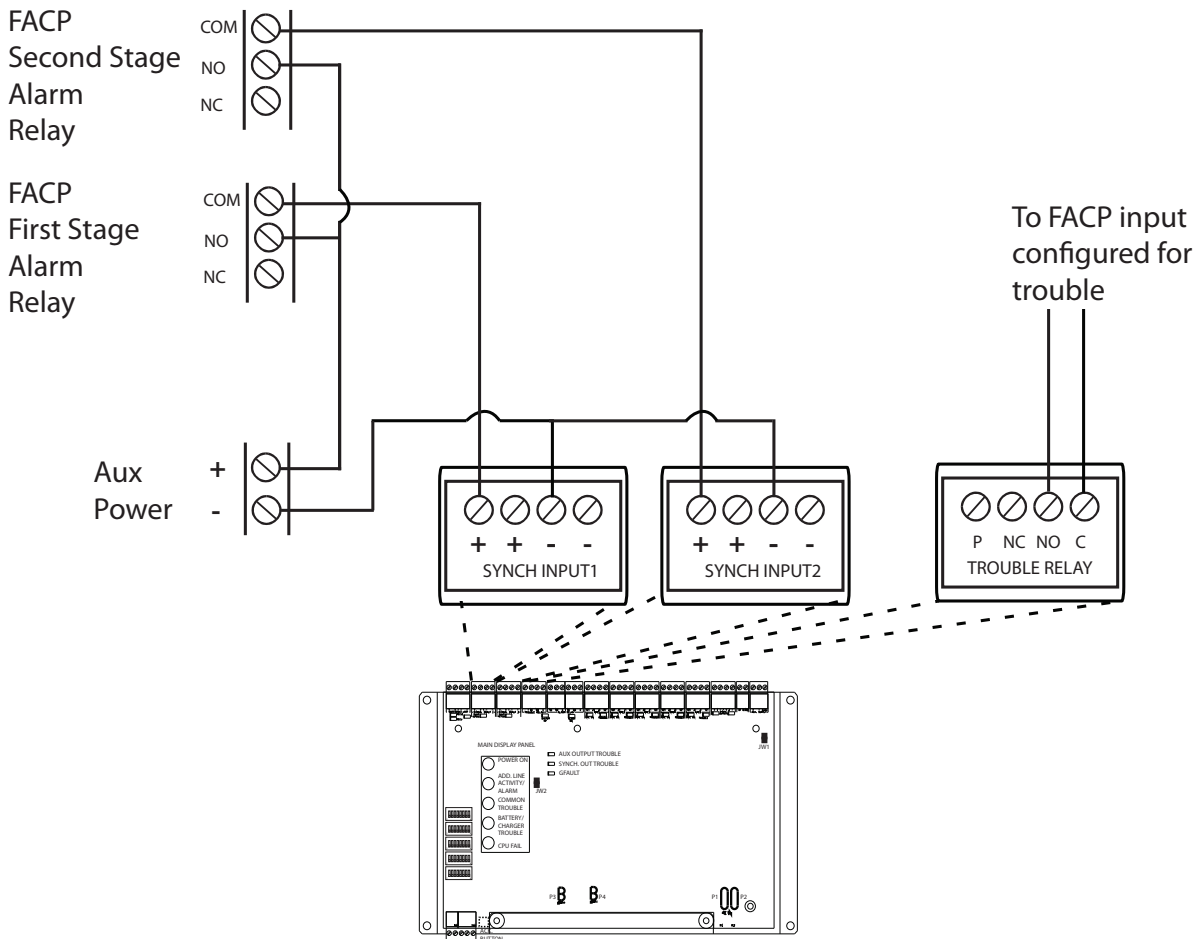 FACP
Second Stage
Alarm
Relay
COM
NO
NC
FACP
First Stage
Alarm
Relay
COM
NO
NC
To FACP input
configured for
trouble
Aux
Power
+
-
+ + - -
SYNCH INPUT1
+ + - -
SYNCH INPUT2
P NC NO C
TROUBLE RELAY
MAIN DISPLAY PANEL
POWER ON
ADD. LINE
ACTIVITY/
ALARM
COMMON
TROUBLE
BATTERY/
CHARGER
TROUBLE
CPU FAIL
AUX OUTPUT TROUBLE
SYNCH. OUT TROUBLE
GFAULT
JW2
JW1
P3
P4
P1
P2
BUTTON